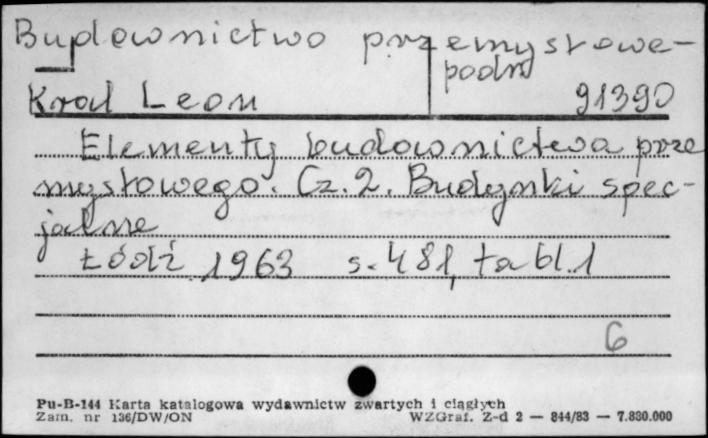 Budownictwo przemysłowe-
podr.
Król Leon 91390
Elementy budownictwa prze
mysłowego. Cz. 2. Budynki spec-
jalne
Łódź 1963 s. 481, tabl. 1
6
Pu-B-144 Karta katalogowa wydawnictw zwartych i ciągłych
Zam. nr 136/DW/ON WZGraf. Z-d 2 — 844/83 — 7.830.000